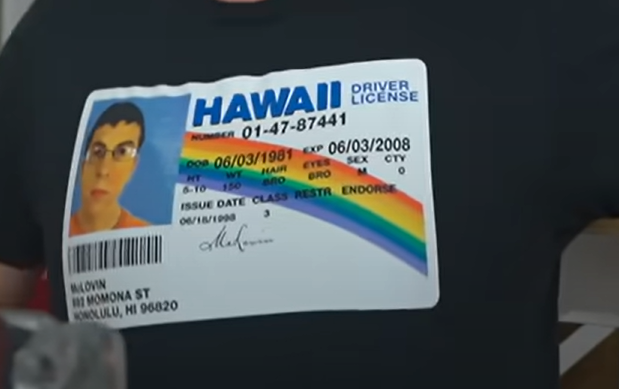 HAWAII DRIVER LICENSE
NUMBER 01-47-87441
DOB 06/03/1981 EXP 06/03/2008
HT WT HAIR EYES SEX CTY
5-10 150 BRO BRO M 0
ISSUE DATE CLASS RESTR ENDORSE
06/18/1998 3
McLovin
McLOVIN
892 MOMONA ST
HONOLULU, HI 96820